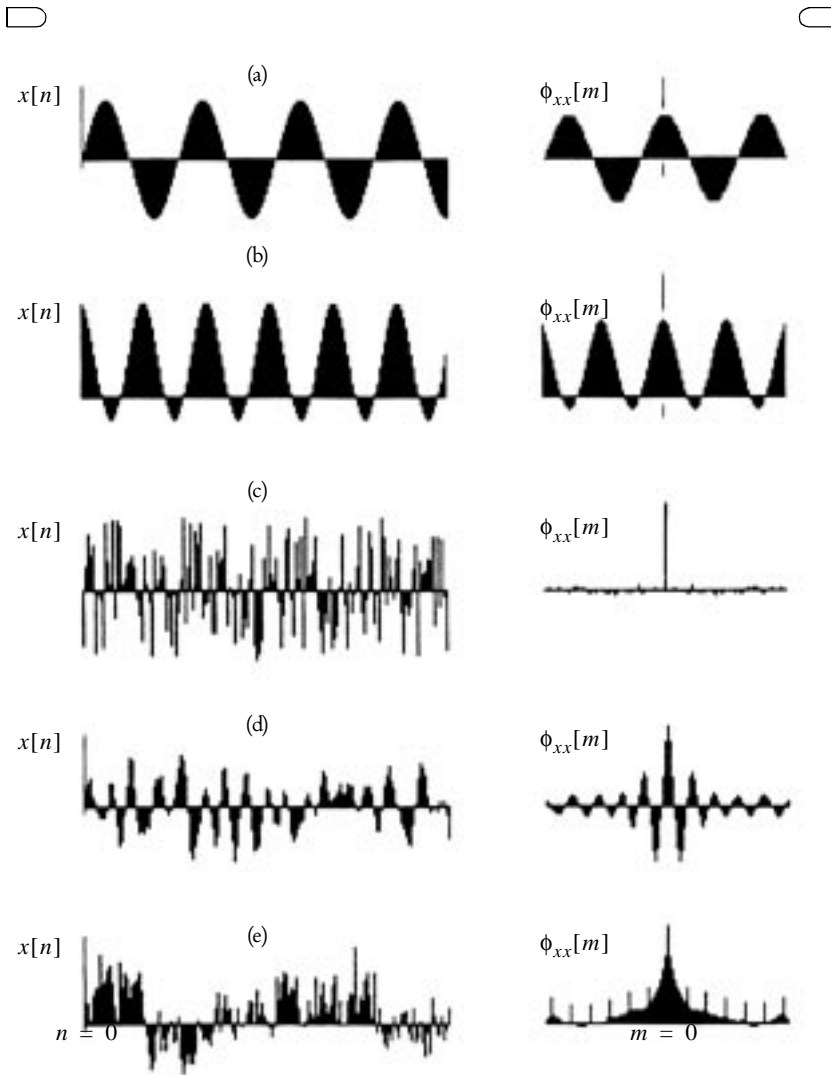 (a)
x[n] ϕxx[m]
(b)
x[n] ϕxx[m]
(c)
x[n] ϕxx[m]
(d)
x[n] ϕxx[m]
(e)
x[n] ϕxx[m]
n = 0 m = 0